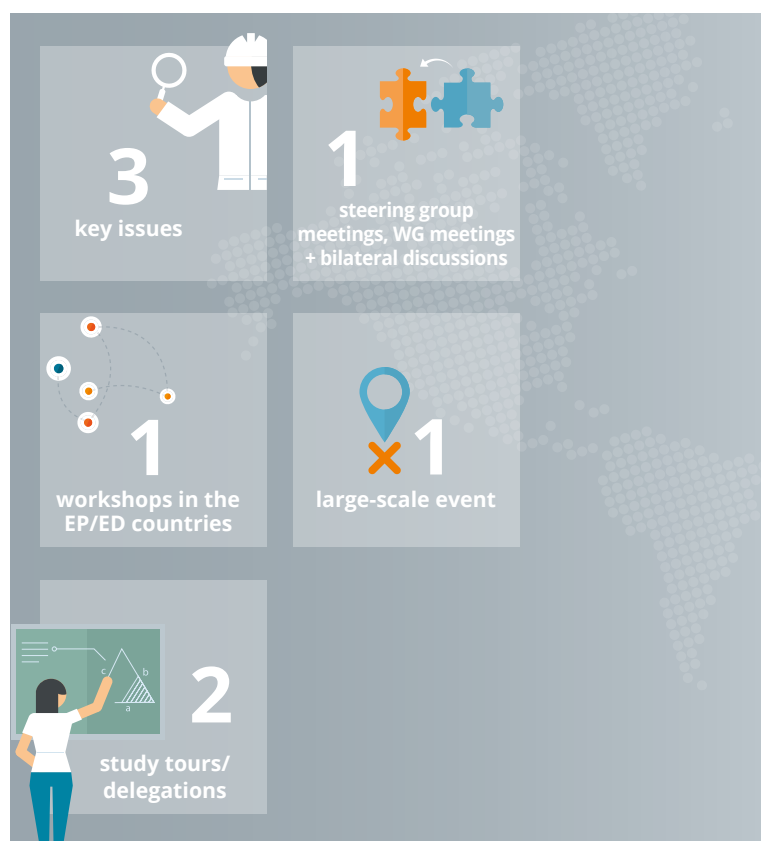 3
key issues
1
steering group
meetings, WG meetings
+ bilateral discussions
1
workshops in the
EP/ED countries
1
large-scale event
c
b
a
2
study tours/
delegations